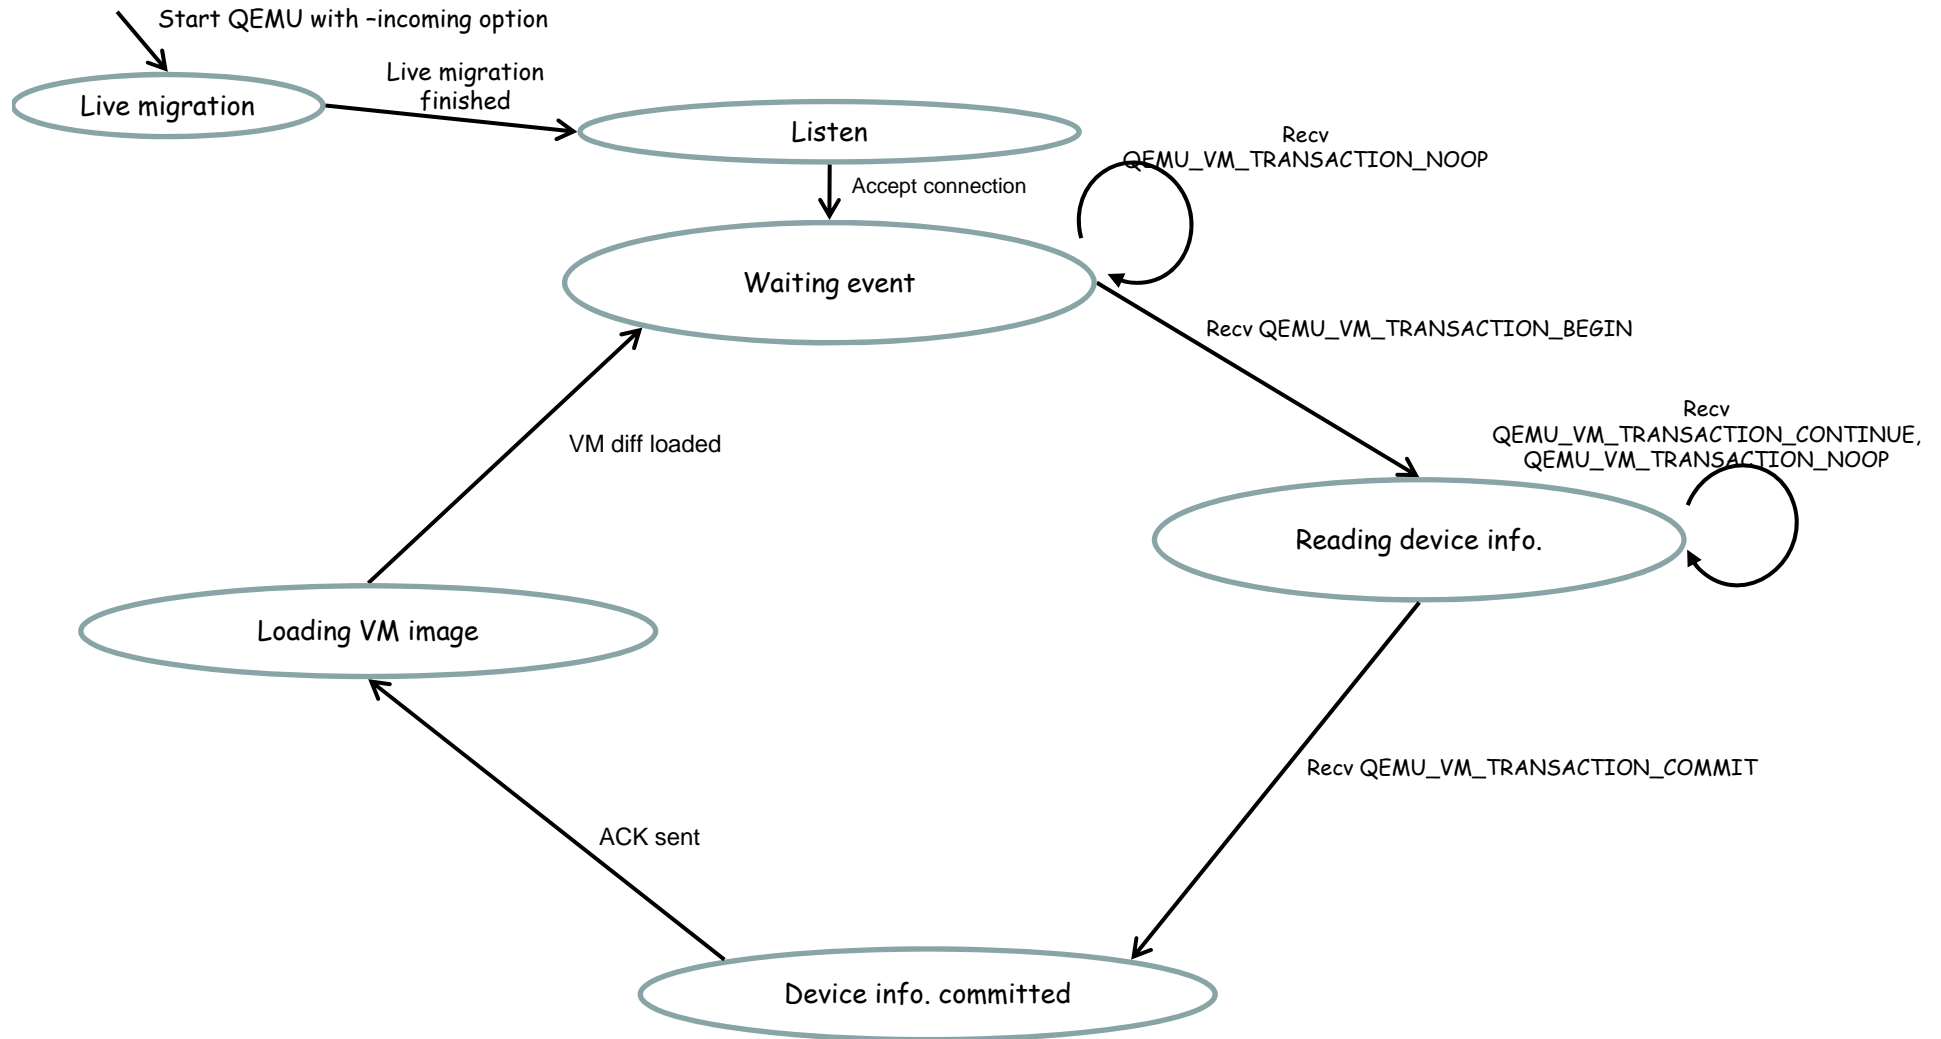 Start QEMU with –incoming option
Live migration
finished
Live migration
Listen
Recv
QEMU_VM_TRANSACTION_NOOP
Accept connection
Waiting event
Recv QEMU_VM_TRANSACTION_BEGIN
Recv
QEMU_VM_TRANSACTION_CONTINUE,
QEMU_VM_TRANSACTION_NOOP
VM diff loaded
Reading device info.
Loading VM image
Recv QEMU_VM_TRANSACTION_COMMIT
ACK sent
Device info. committed